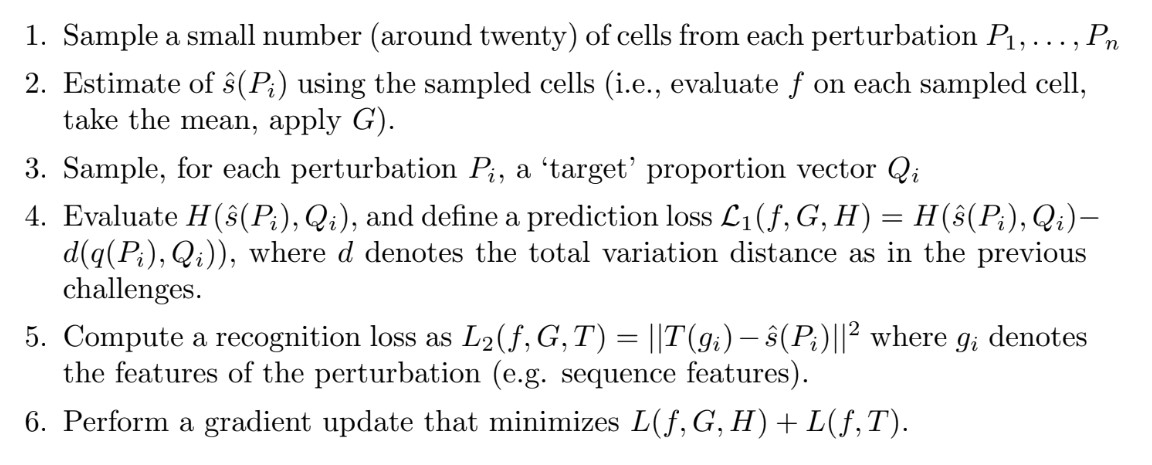 1. Sample a small number (around twenty) of cells from each perturbation P₁, . . . , Pₙ
2. Estimate of ŝ(Pᵢ) using the sampled cells (i.e., evaluate f on each sampled cell,
take the mean, apply G).
3. Sample, for each perturbation Pᵢ, a ‘target’ proportion vector Qᵢ
4. Evaluate H(ŝ(Pᵢ), Qᵢ), and define a prediction loss ℒ₁(f, G, H) = H(ŝ(Pᵢ), Qᵢ)−
d(q(Pᵢ), Qᵢ)), where d denotes the total variation distance as in the previous
challenges.
5. Compute a recognition loss as L₂(f, G, T) = ||T(gᵢ) − ŝ(Pᵢ)||² where gᵢ denotes
the features of the perturbation (e.g. sequence features).
6. Perform a gradient update that minimizes L(f, G, H) + L(f, T).